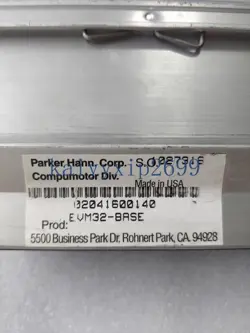 Parker, Hann. Corp. S.O.
Compumotor Div.
Made in USA
kaiyyxip2699
02041600140
EVM32-BASE
Prod:
5500 Business Park Dr. Rohnert Park, CA. 94928